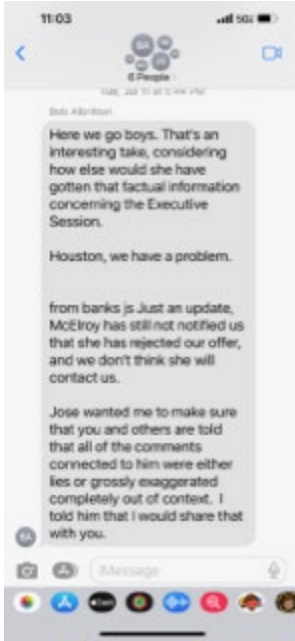 11:03
5G
6 People
Bob Albritton
Here we go boys. That's an
interesting take, considering
how else would she have
gotten that factual information
concerning the Executive
Session.
Houston, we have a problem.
from banks js Just an update,
McElroy has still not notified us
that she has rejected our offer,
and we don't think she will
contact us.
Jose wanted me to make sure
that you and others are told
that all of the comments
connected to him were either
lies or grossly exaggerated
completely out of context. I
told him that I would share that
with you.
BA
Message